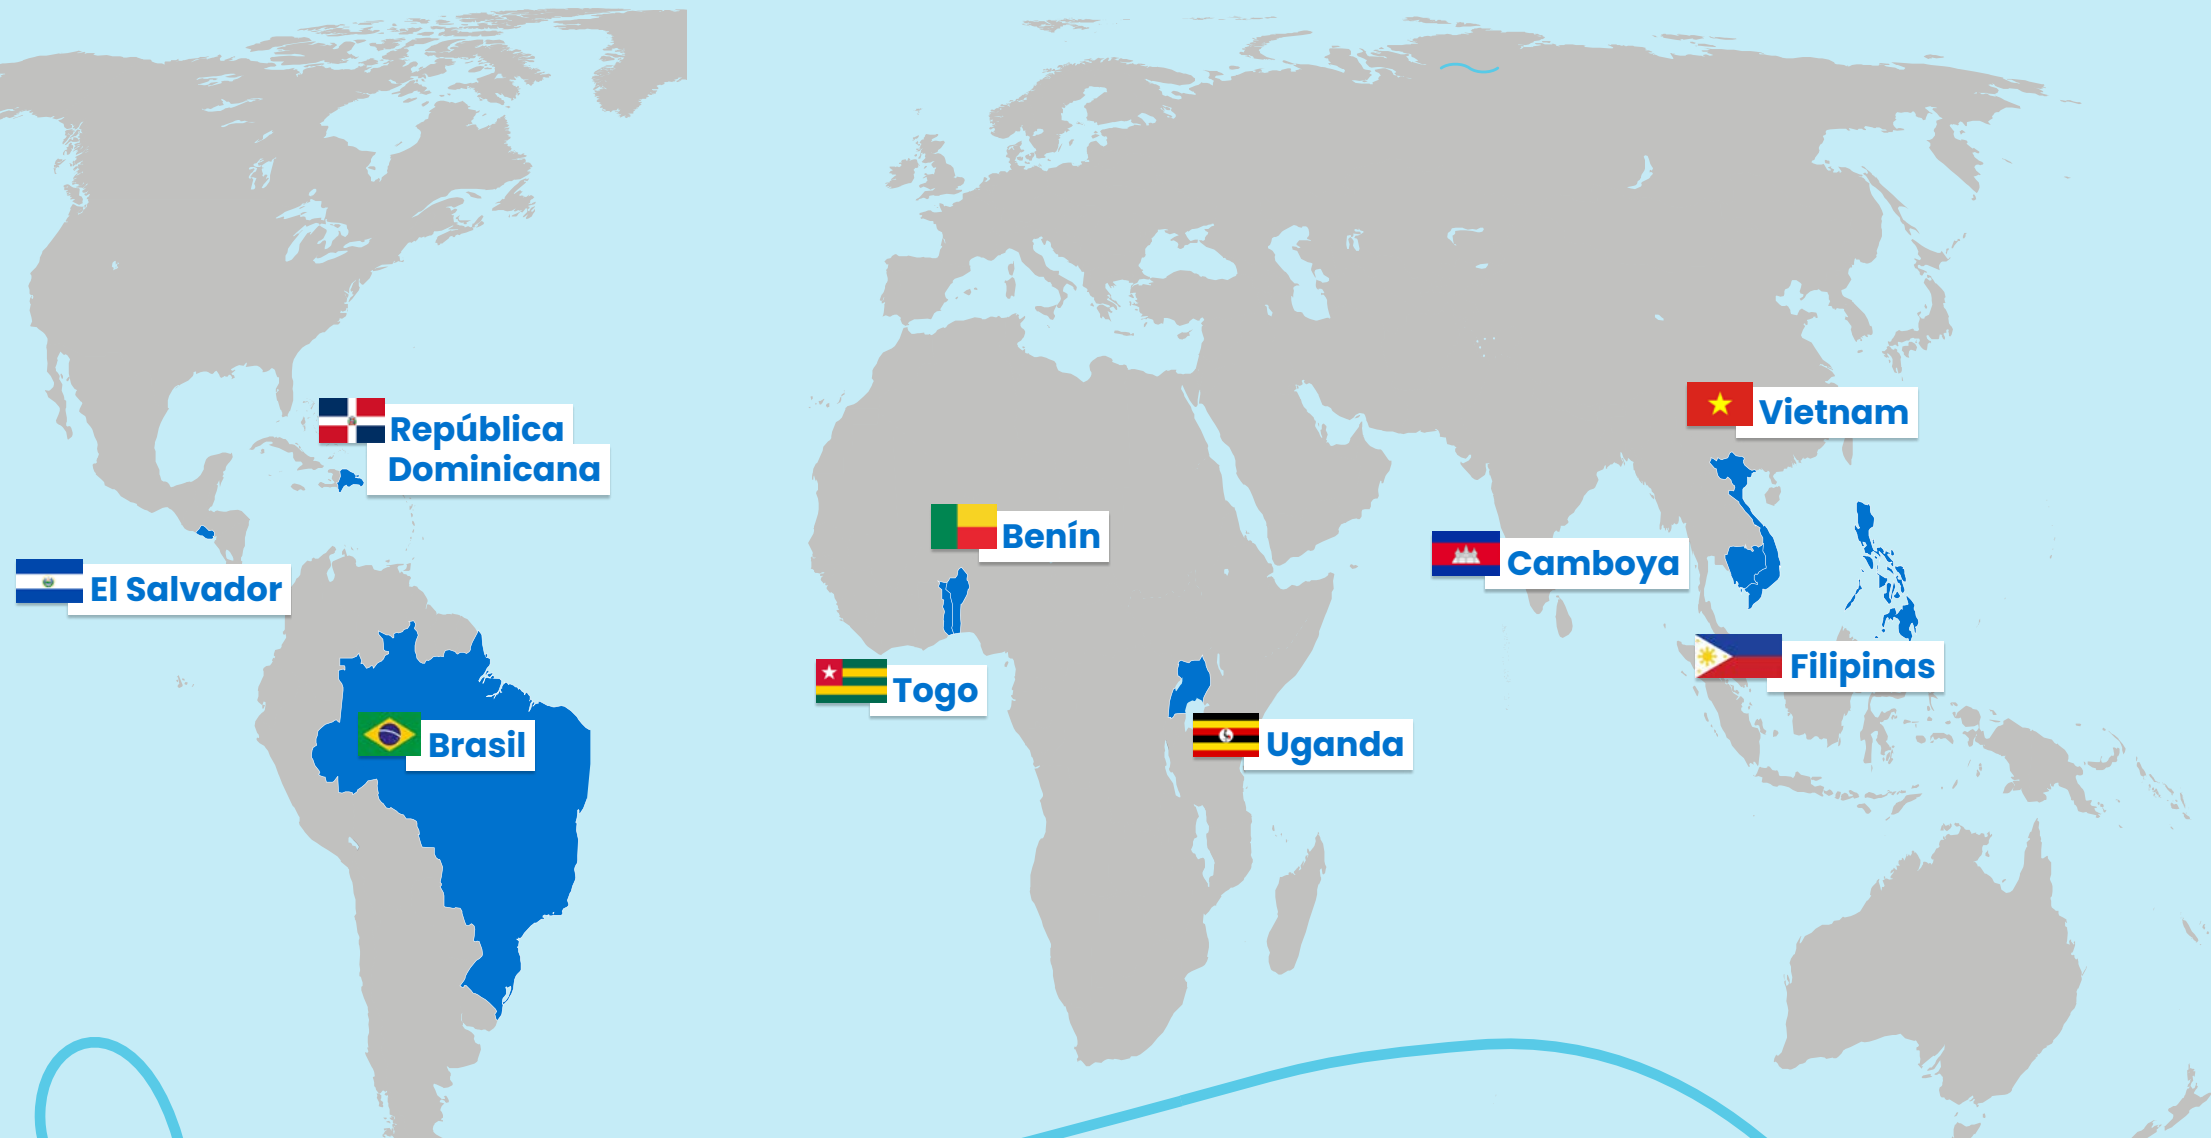 República
Dominicana
El Salvador
Brasil
Benín
Togo
Uganda
Vietnam
Camboya
Filipinas